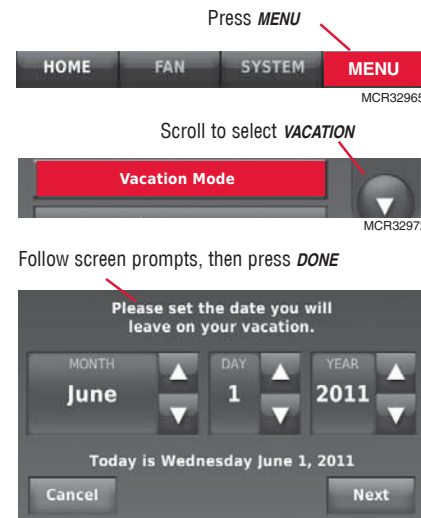 Press MENU
HOME FAN SYSTEM MENU
MCR32965
Scroll to select VACATION
Vacation Mode
MCR3297
Follow screen prompts, then press DONE
Please set the date you will
leave on your vacation.
MONTH DAY YEAR
June 1 2011
Today is Wednesday June 1, 2011
Cancel Next